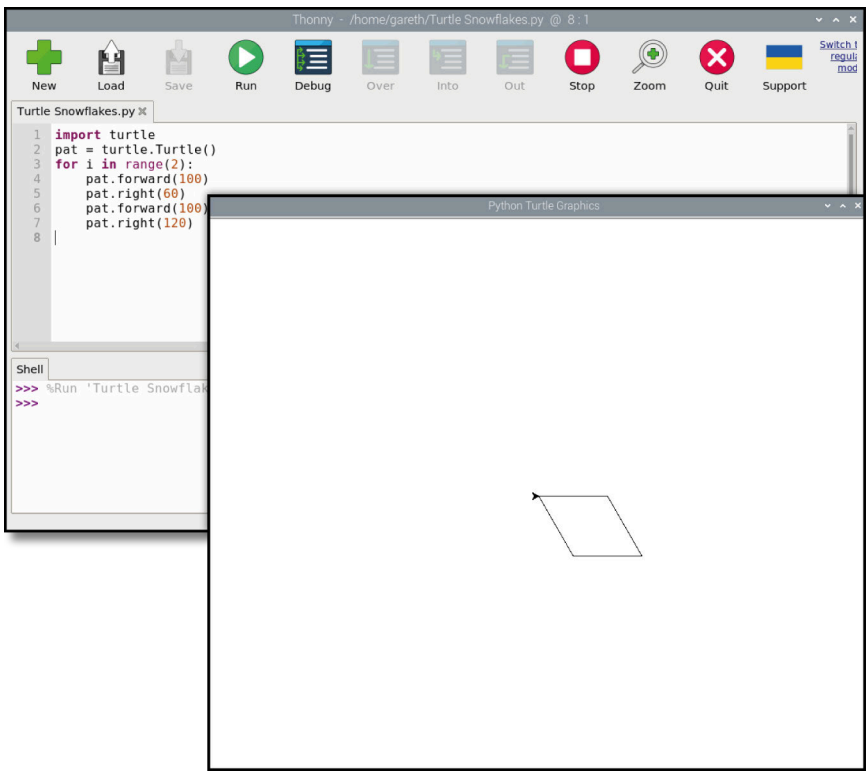 Thonny - /home/gareth/Turtle Snowflakes.py @ 8 : 1
New Load Save Run Debug Over Into Out Stop Zoom Quit Support
Switch t
regula
mod
Turtle Snowflakes.py
1 import turtle
2 pat = turtle.Turtle()
3 for i in range(2):
4     pat.forward(100)
5     pat.right(60)
6     pat.forward(100)
7     pat.right(120)
8
Shell
>>> %Run 'Turtle Snowflak
>>>
Python Turtle Graphics